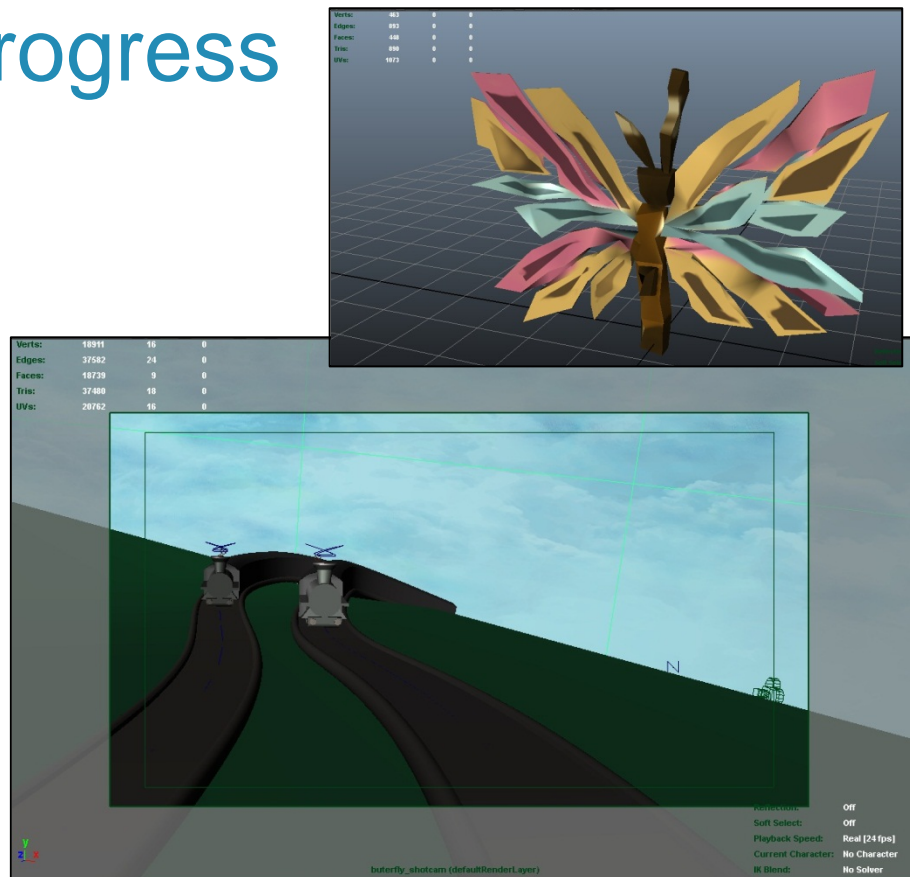 rogress
Verts: 463 0 0
Edges: 893 0 0
Faces: 448 0 0
Tris: 890 0 0
UVs: 1073 0 0
Verts: 18911 16 0
Edges: 37582 24 0
Faces: 18739 9 0
Tris: 37480 18 0
UVs: 20762 16 0
N
Reflection: Off
Soft Select: Off
Playback Speed: Real [24 fps]
Current Character: No Character
IK Blend: No Solver
y
z x
buterfly_shotcam (defaultRenderLayer)